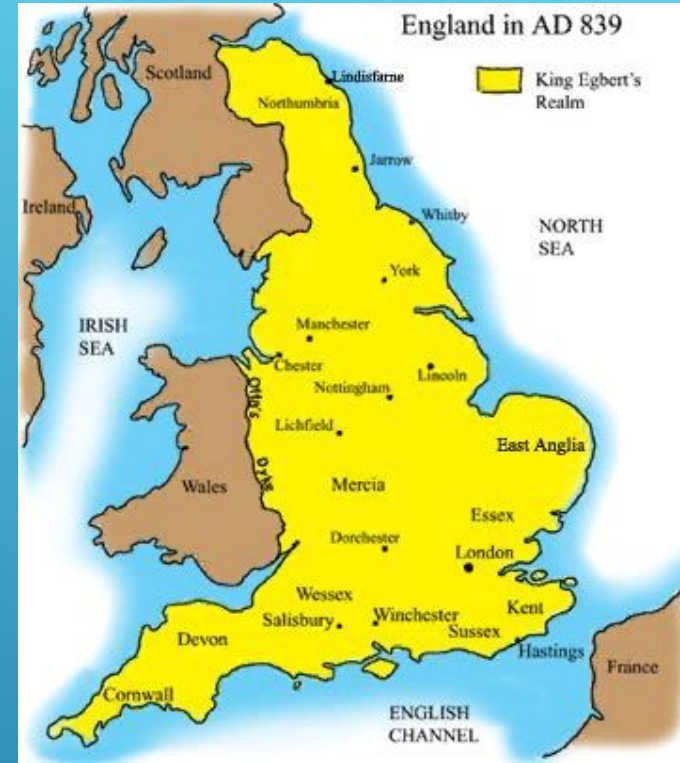 England in AD 839
King Egbert's
Realm
Scotland
Lindisfarne
Northumbria
Jarrow
Ireland
Whitby
NORTH
SEA
York
IRISH
SEA
Manchester
Chester
Lincoln
Nottingham
Offa's
Dyke
Lichfield
East Anglia
Wales
Mercia
Essex
Dorchester
London
Wessex
Kent
Salisbury
Winchester
Sussex
Devon
Hastings
France
Cornwall
ENGLISH
CHANNEL